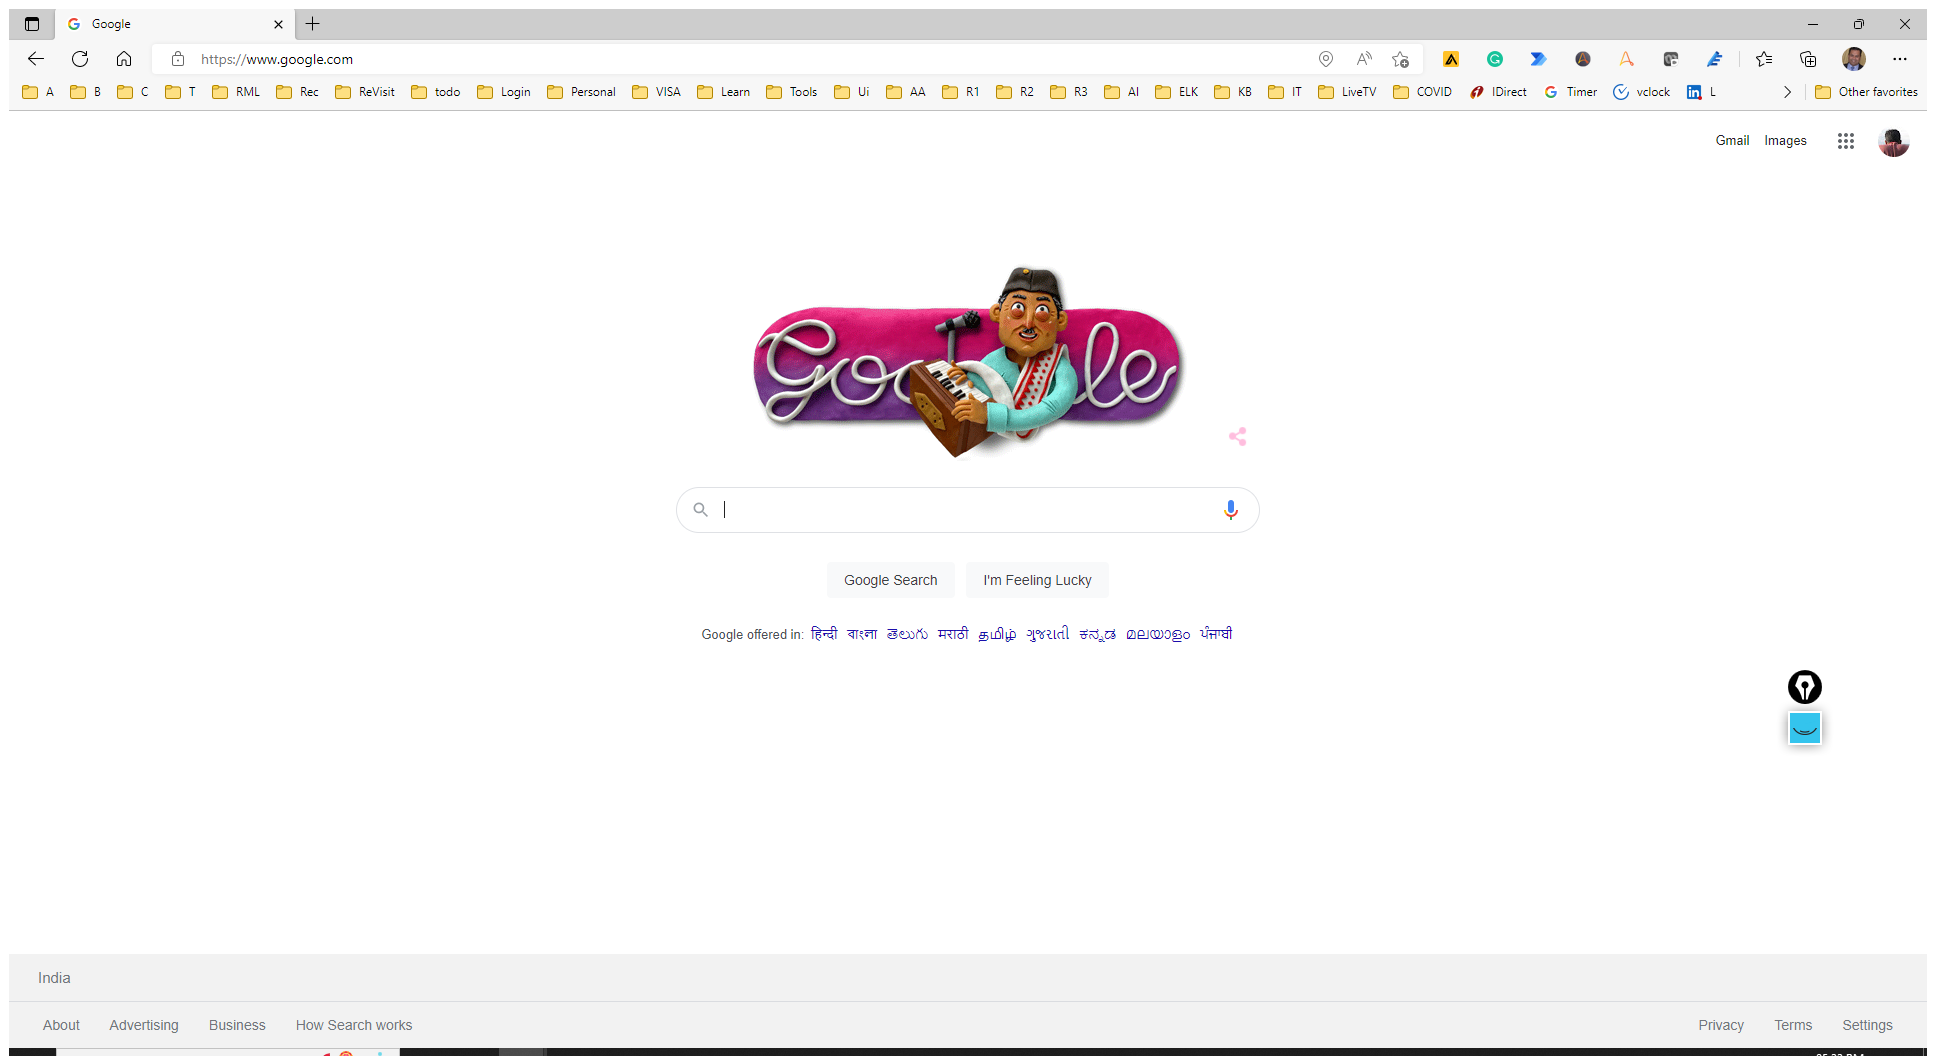 Google
https://www.google.com
A B C T RML Rec ReVisit todo Login Personal VISA Learn Tools Ui AA R1 R2 R3 AI ELK KB IT LiveTV COVID IDirect Timer vclock L Other favorites
Gmail Images
Google
Google Search I'm Feeling Lucky
Google offered in: हिन्दी বাংলা తెలుగు मराठी தமிழ் ગુજરાતી ಕನ್ನಡ മലയാളം ਪੰਜਾਬੀ
India
About Advertising Business How Search works Privacy Terms Settings